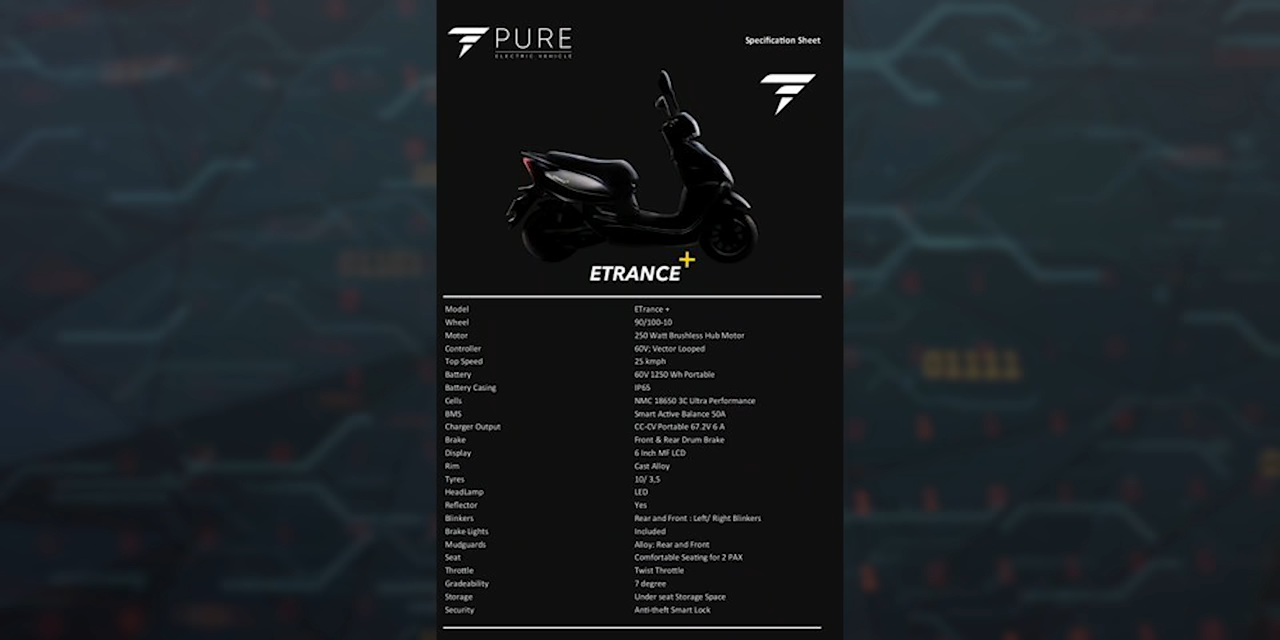 PURE
ELECTRIC VEHICLE
Specification Sheet
ETRANCE+
Model ETrance +
Wheel 90/100-10
Motor 250 Watt Brushless Hub Motor
Controller 60V; Vector Looped
Top Speed 25 kmph
Battery 60V 1250 Wh Portable
Battery Casing IP65
Cells NMC 18650 3C Ultra Performance
BMS Smart Active Balance 50A
Charger Output CC-CV Portable 67.2V 6 A
Brake Front & Rear Drum Brake
Display 6 Inch MF LCD
Rim Cast Alloy
Tyres 10/ 3,5
HeadLamp LED
Reflector Yes
Blinkers Rear and Front : Left/ Right Blinkers
Brake Lights Included
Mudguards Alloy: Rear and Front
Seat Comfortable Seating for 2 PAX
Throttle Twist Throttle
Gradeability 7 degree
Storage Under seat Storage Space
Security Anti-theft Smart Lock
01111